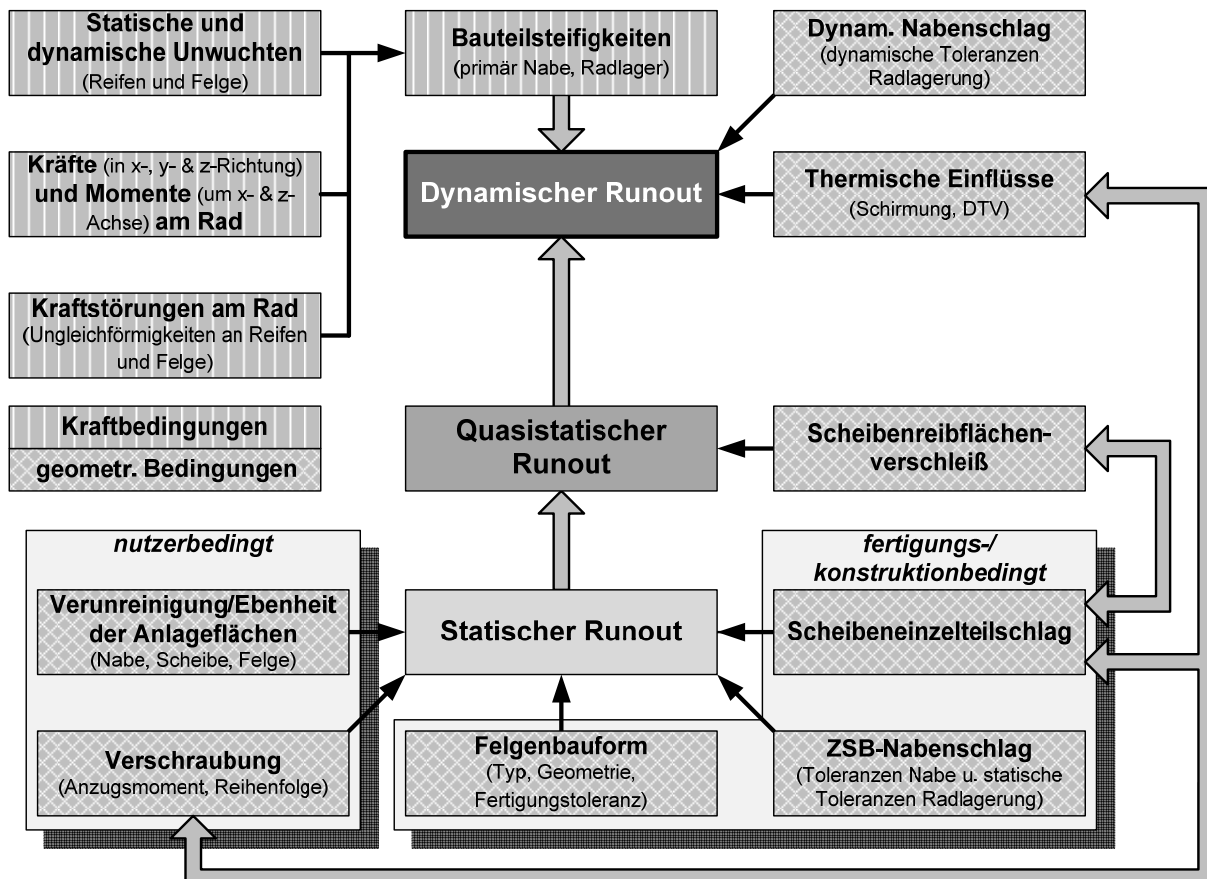 Statische und
dynamische Unwuchten
(Reifen und Felge)
Bauteilsteifigkeiten
(primär Nabe, Radlager)
Dynam. Nabenschlag
(dynamische Toleranzen
Radlagerung)
Kräfte (in x-, y- & z-Richtung)
und Momente (um x- & z-
Achse) am Rad
Dynamischer Runout
Thermische Einflüsse
(Schirmung, DTV)
Kraftstörungen am Rad
(Ungleichförmigkeiten an Reifen
und Felge)
Kraftbedingungen
geometr. Bedingungen
Quasistatischer
Runout
Scheibenreibflächen-
verschleiß
nutzerbedingt
fertigungs-/
konstruktionbedingt
Verunreinigung/Ebenheit
der Anlageflächen
(Nabe, Scheibe, Felge)
Statischer Runout
Scheibeneinzelteilschlag
Verschraubung
(Anzugsmoment, Reihenfolge)
Felgenbauform
(Typ, Geometrie,
Fertigungstoleranz)
ZSB-Nabenschlag
(Toleranzen Nabe u. statische
Toleranzen Radlagerung)